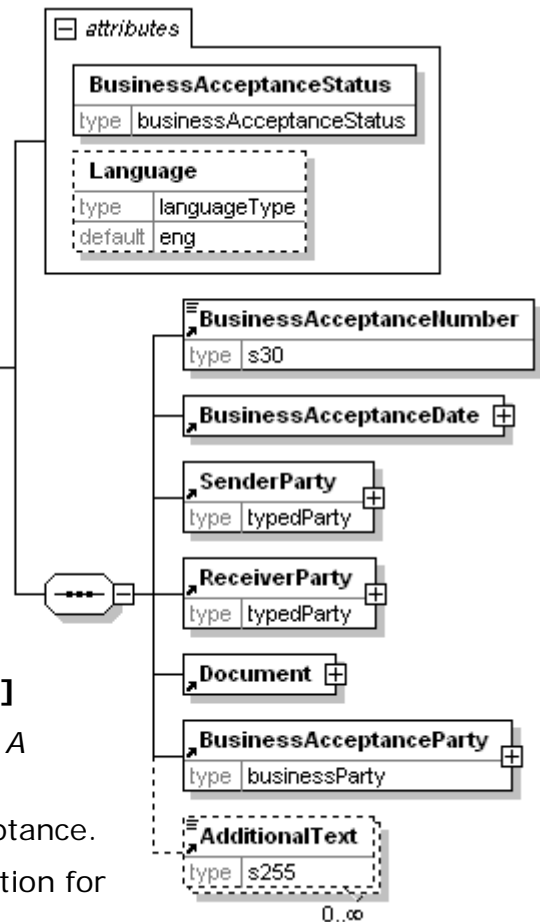 attributes
BusinessAcceptanceStatus
type businessAcceptanceStatus
Language
type languageType
default eng
BusinessAcceptanceNumber
type s30
BusinessAcceptanceDate
SenderParty
type typedParty
ReceiverParty
type typedParty
Document
]
A
BusinessAcceptanceParty
type businessParty
ptance.
AdditionalText
tion for
type s255
0..∞